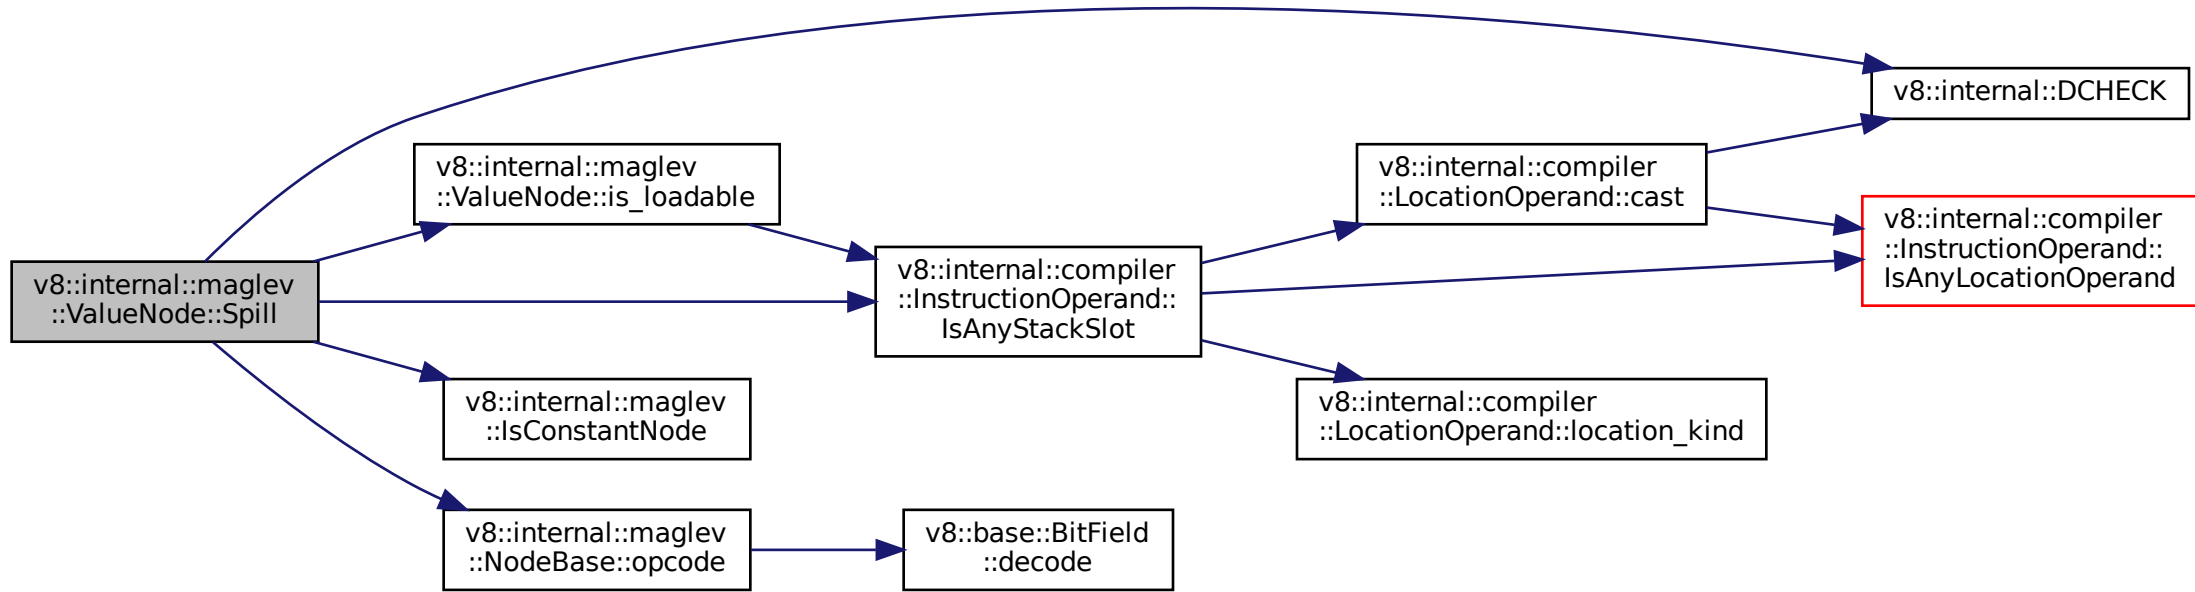 v8::internal::maglev
::ValueNode::Spill
v8::internal::DCHECK
v8::internal::maglev
::ValueNode::is_loadable
v8::internal::compiler
::InstructionOperand::
IsAnyStackSlot
v8::internal::compiler
::LocationOperand::cast
v8::internal::compiler
::InstructionOperand::
IsAnyLocationOperand
v8::internal::compiler
::LocationOperand::location_kind
v8::internal::maglev
::IsConstantNode
v8::internal::maglev
::NodeBase::opcode
v8::base::BitField
::decode